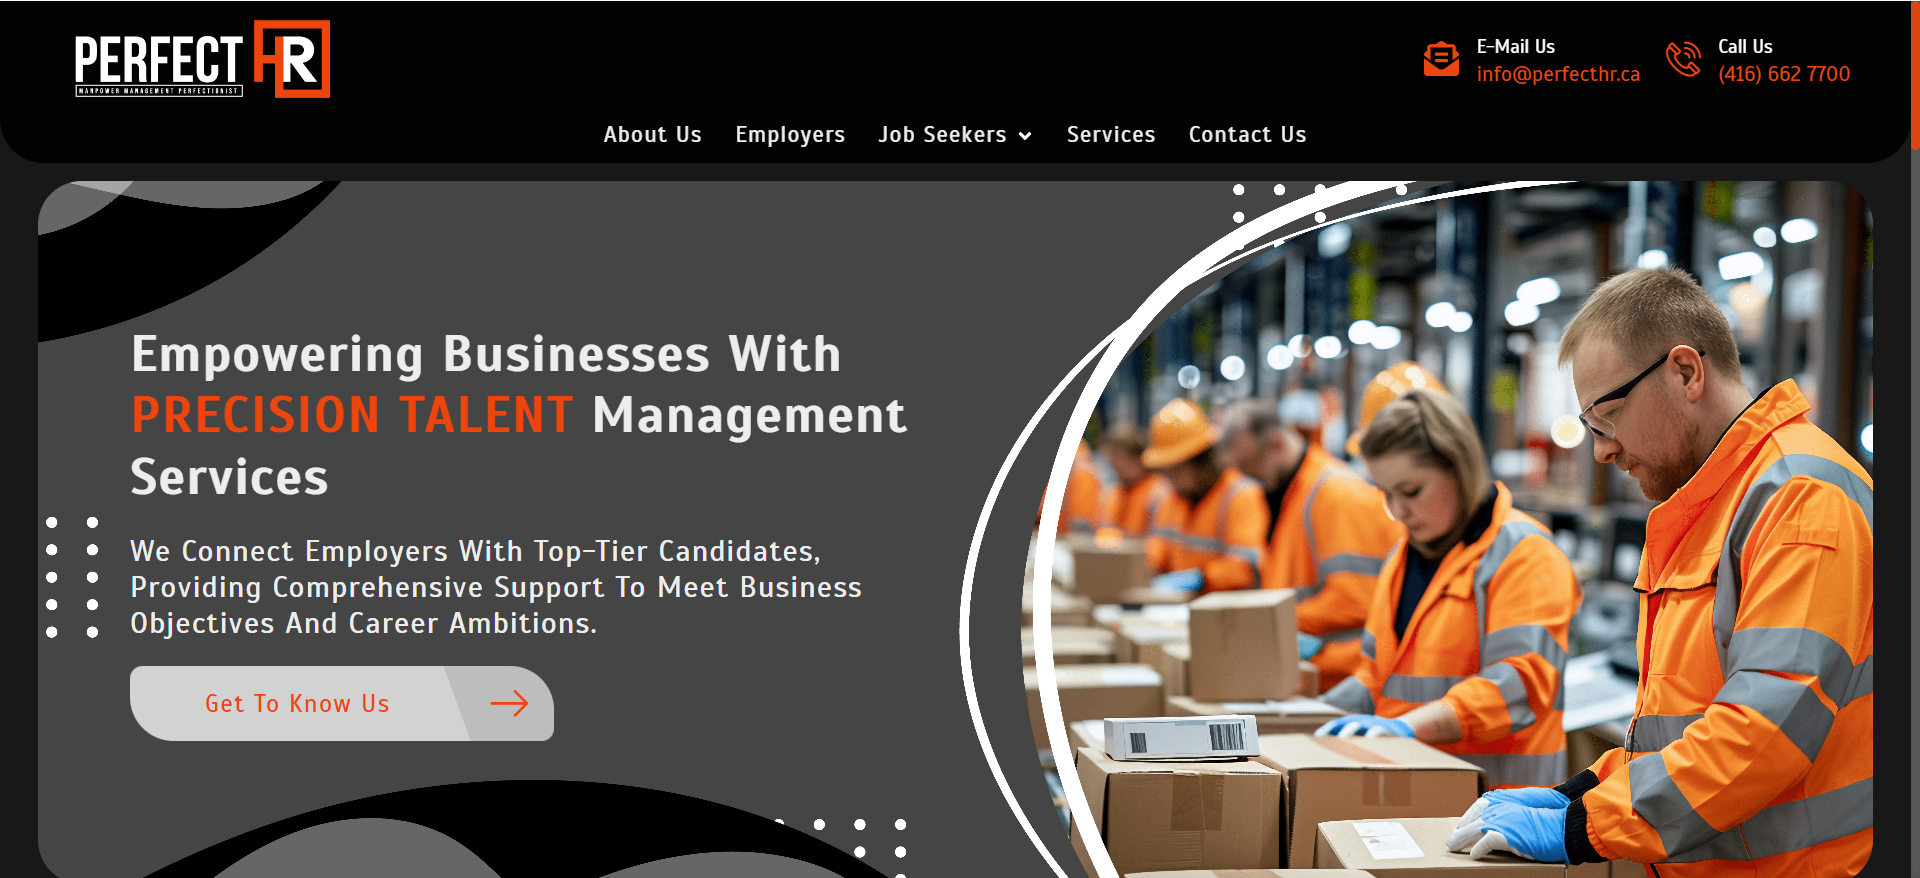 PERFECT HR
MANPOWER MANAGEMENT PERFECTIONIST
E-Mail Us
info@perfecthr.ca
Call Us
(416) 662 7700
About Us
Employers
Job Seekers
Services
Contact Us
Empowering Businesses With
PRECISION TALENT Management
Services
We Connect Employers With Top-Tier Candidates,
Providing Comprehensive Support To Meet Business
Objectives And Career Ambitions.
Get To Know Us